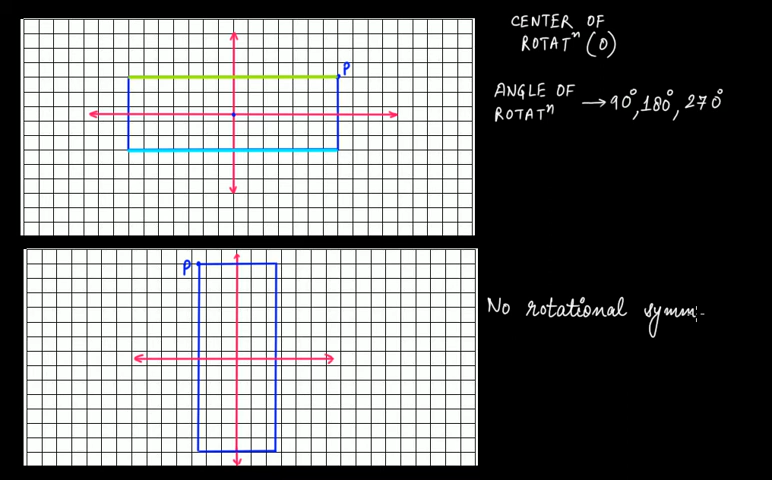 CENTER OF
ROTATⁿ (O)
P
ANGLE OF
ROTATⁿ → 90°, 180°, 270°
P
No rotational symm